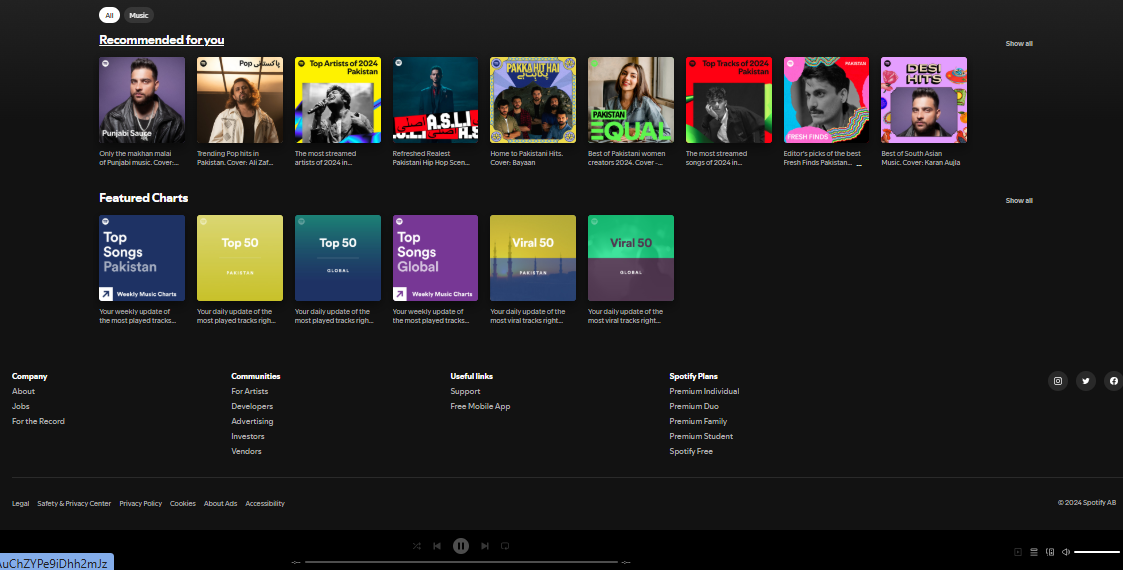 All
Music
Recommended for you
Show all
Punjabi Sauce
Pop پاکستانی
Top Artists of 2024
Pakistan
A.S.L.I
PAKKA HIT HAI
PAKISTAN
EQUAL
Top Tracks of 2024
Pakistan
PAKISTAN
FRESH FINDS
DESI
HITS
Only the makhan malai
of Punjabi music. Cover...
Trending Pop hits in
Pakistan. Cover: Ali Zaf...
The most streamed
artists of 2024 in...
Refreshed Realest
Pakistani Hip Hop Scen...
Home to Pakistani Hits.
Cover: Bayaan
Best of Pakistani women
creators 2024. Cover -...
The most streamed
songs of 2024 in...
Editor's picks of the best
Fresh Finds Pakistan... ...
Best of South Asian
Music. Cover: Karan Aujla
Featured Charts
Show all
Top
Songs
Pakistan
Weekly Music Charts
Top 50
PAKISTAN
Top 50
GLOBAL
Top
Songs
Global
Weekly Music Charts
Viral 50
PAKISTAN
Viral 50
GLOBAL
Your weekly update of
the most played tracks...
Your daily update of the
most played tracks righ...
Your daily update of the
most played tracks righ...
Your weekly update of
the most played tracks...
Your daily update of the
most viral tracks right...
Your daily update of the
most viral tracks right...
Company
About
Jobs
For the Record
Communities
For Artists
Developers
Advertising
Investors
Vendors
Useful links
Support
Free Mobile App
Spotify Plans
Premium Individual
Premium Duo
Premium Family
Premium Student
Spotify Free
Legal
Safety & Privacy Center
Privacy Policy
Cookies
About Ads
Accessibility
© 2024 Spotify AB
AuChZYPe9iDhh2mJz